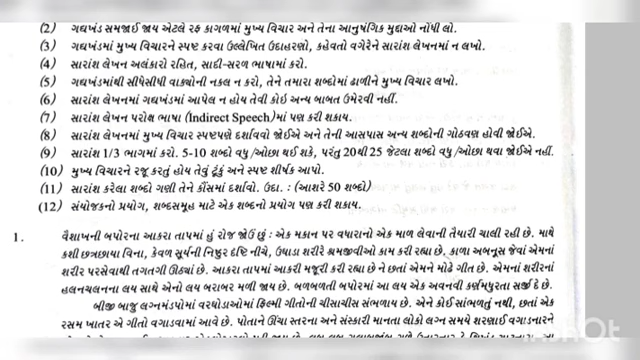 (2) ગદ્યખંડ સમજાઈ જાય એટલે રફ કાગળમાં મુખ્ય વિચાર અને તેના આનુષંગિક મુદ્દાઓ નોંધી લો.
(3) ગદ્યખંડમાં મુખ્ય વિચારને સ્પષ્ટ કરવા ઉલ્લેખિત ઉદાહરણો, કહેવતો વગેરેને સારાંશ લેખનમાં ન લખો.
(4) સારાંશ લેખન અલંકારો રહિત, સાદી-સરળ ભાષામાં કરો.
(5) ગદ્યખંડમાંથી સીધેસીધી વાક્યોની નકલ ન કરો, તેને તમારા શબ્દોમાં ઢાળીને મુખ્ય વિચાર લખો.
(6) સારાંશ લેખનમાં ગદ્યખંડમાં આપેલ ન હોય તેવી કોઈ અન્ય બાબત ઉમેરવી નહીં.
(7) સારાંશ લેખન પરોક્ષ ભાષા (Indirect Speech)માં પણ કરી શકાય.
(8) સારાંશ લેખનમાં મુખ્ય વિચાર સ્પષ્ટપણે દર્શાવવો જોઈએ અને તેની આસપાસ અન્ય શબ્દોની ગોઠવણ હોવી જોઈએ.
(9) સારાંશ 1/3 ભાગમાં કરો. 5-10 શબ્દો વધુ /ઓછા થઈ શકે, પરંતુ 20થી 25 જેટલા શબ્દો વધુ /ઓછા થવા જોઈએ નહીં.
(10) મુખ્ય વિચારને રજૂ કરતું હોય તેવું ટૂંકું અને સ્પષ્ટ શીર્ષક આપો.
(11) સારાંશ કરેલા શબ્દો ગણી તેને કૌંસમાં દર્શાવો. ઉદા. : (આશરે 50 શબ્દો)
(12) સંયોજકનો પ્રયોગ, શબ્દસમૂહ માટે એક શબ્દનો પ્રયોગ પણ કરી શકાય.
1. વૈશાખની બપોરના આકરા તાપમાં હું રોજ જોઉં છું : એક મકાન પર વધારાનો એક માળ લેવાની તૈયારી ચાલી રહી છે. માથે
કશી છત્રછાયા વિના, કેવળ સૂર્યની નિષ્ઠુર દૃષ્ટિ નીચે, ઉઘાડા શરીરે શ્રમજીવીઓ કામ કરી રહ્યા છે. કાળા અબનૂસ જેવાં એમનાં
શરીર પરસેવાથી તગતગી ઊઠ્યાં છે. આકરા તાપમાં આકરી મજૂરી કરી રહ્યા છે ને છતાં એમને મોઢે ગીત છે. એમનાં શરીરનાં
હલનચલનના લય સાથે એનો લય બરાબર મળી જાય છે. બળબળતી બપોરમાં આ લય એક અવનવી કર્ણમધુરતા સર્જી દે છે.
બીજી બાજુ લગ્નમંડપોમાં વરઘોડાઓમાં ફિલ્મી ગીતોની ચીસાચીસ સંભળાય છે. એને કોઈ સાંભળતું નથી, છતાં એક
રસમ ખાતર એ ગીતો વગાડવામાં આવે છે. પોતાને ઊંચા સ્તરના અને સંસ્કારી માનતા લોકો લગ્ન સમયે શરણાઈ વગાડનારને